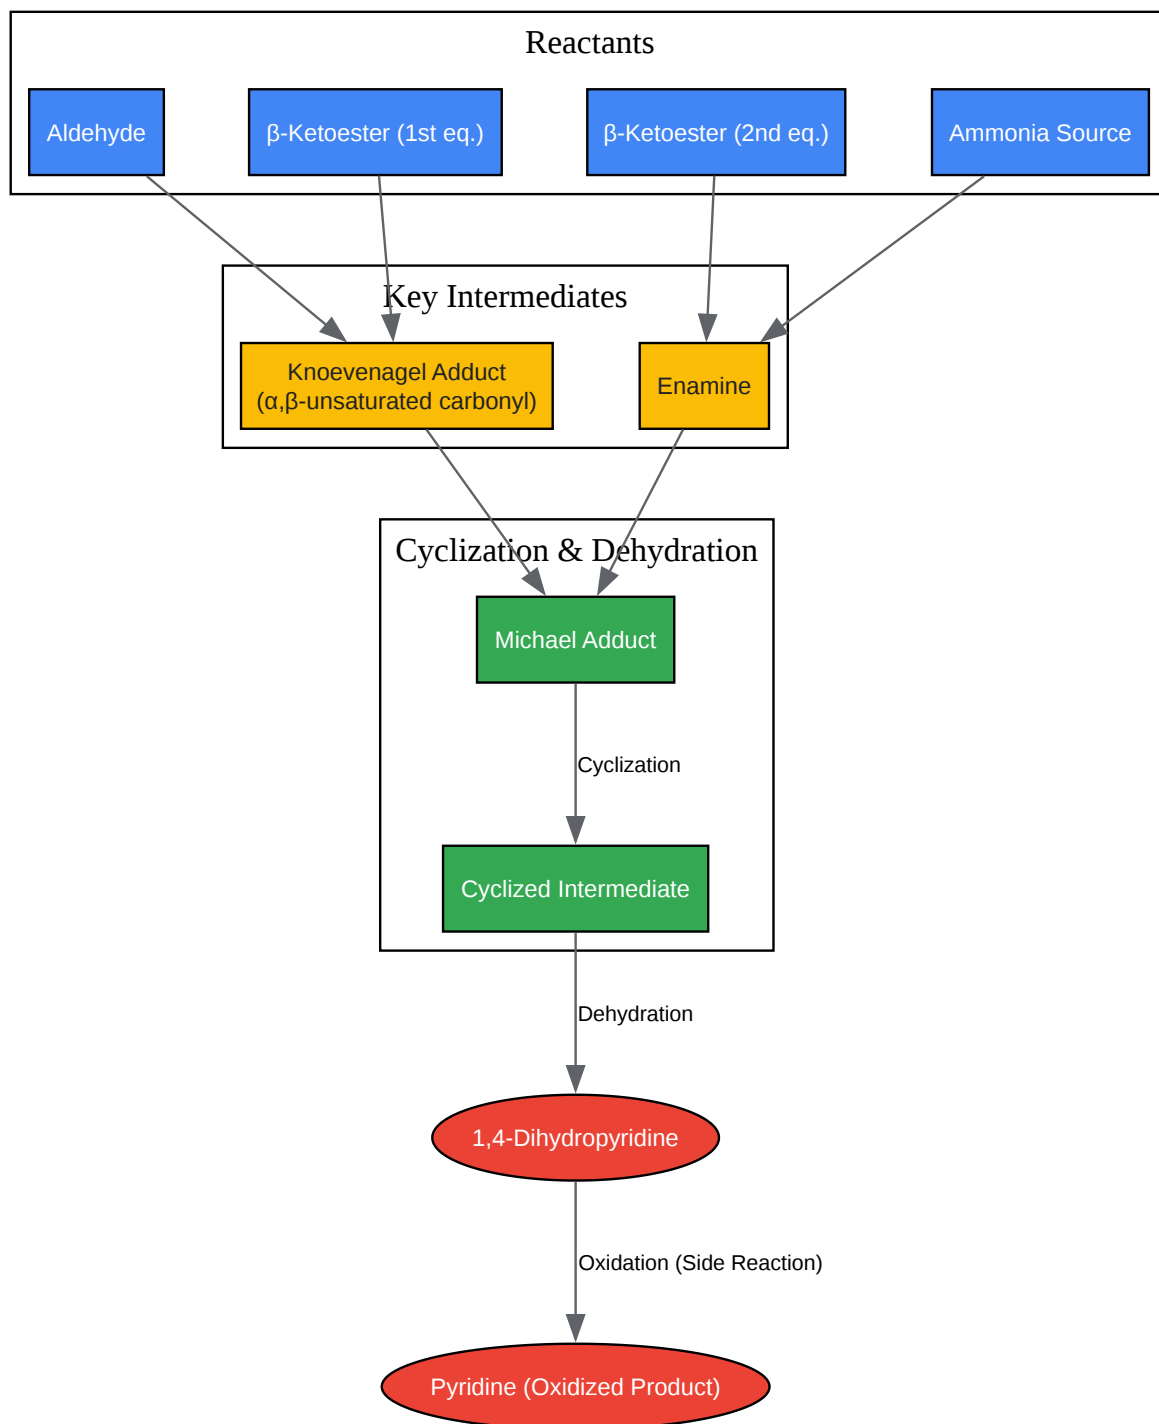 Reactants
Aldehyde
β-Ketoester (1st eq.)
β-Ketoester (2nd eq.)
Ammonia Source
Key Intermediates
Knoevenagel Adduct
(α,β-unsaturated carbonyl)
Enamine
Cyclization & Dehydration
Michael Adduct
Cyclization
Cyclized Intermediate
Dehydration
1,4-Dihydropyridine
Oxidation (Side Reaction)
Pyridine (Oxidized Product)